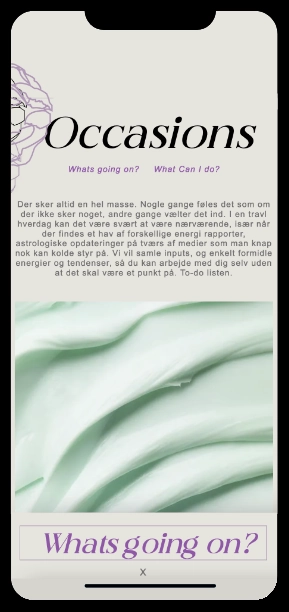 Occasions
Whats going on? What Can I do?
Der sker altid en hel masse. Nogle gange føles det som om
der ikke sker noget, andre gange vælter det ind. I en travl
hverdag kan det være svært at være nærværende, især når
der findes et hav af forskellige energi rapporter,
astrologiske opdateringer på tværs af medier som man knap
nok kan kolde styr på. Vi vil samle inputs, og enkelt formidle
energier og tendenser, så du kan arbejde med dig selv uden
at det skal være et punkt på. To-do listen.
Whats going on?
X